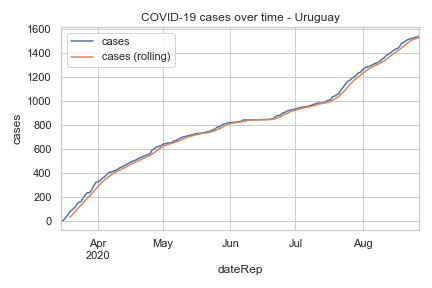 COVID-19 cases over time - Uruguay
cases
cases (rolling)
1600
1400
1200
1000
800
600
400
200
0
cases
Apr
2020
May
Jun
Jul
Aug
dateRep